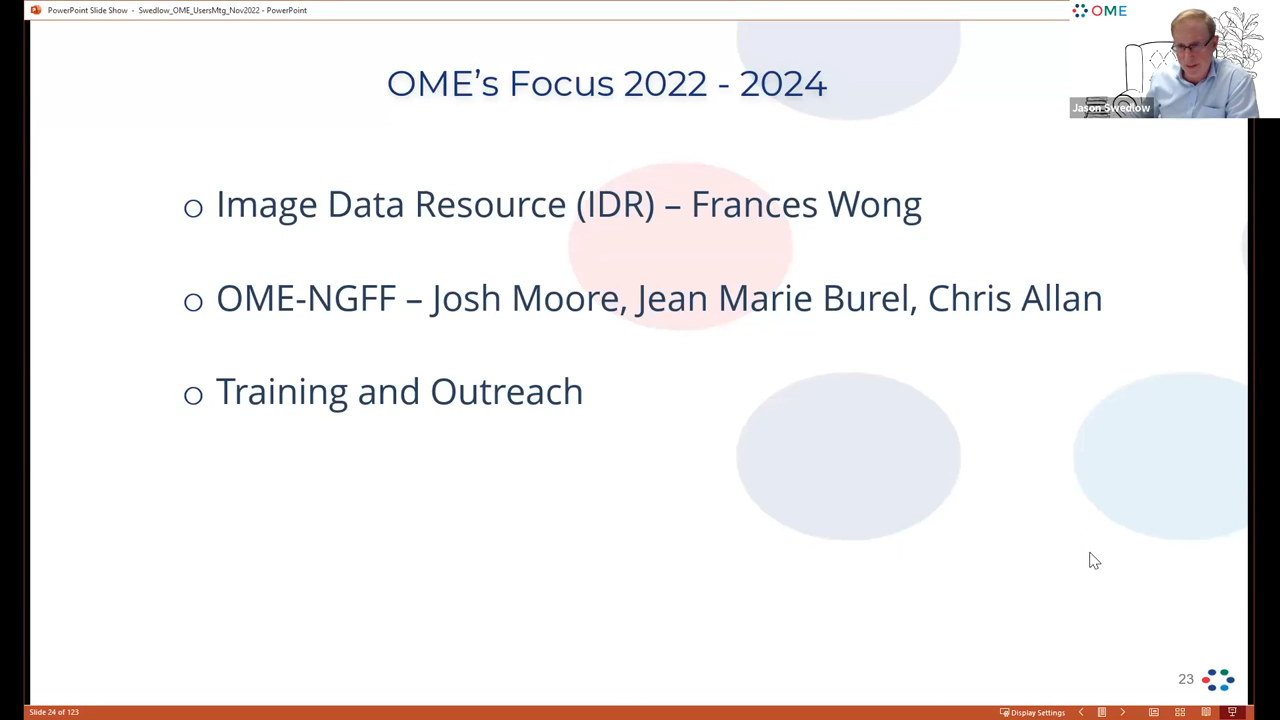 PowerPoint Slide Show - Swedlow_OME_UsersMtg_Nov2022 - PowerPoint
OME
Jason Swedlow
OME's Focus 2022 - 2024
o Image Data Resource (IDR) – Frances Wong
o OME-NGFF – Josh Moore, Jean Marie Burel, Chris Allan
o Training and Outreach
23
Slide 24 of 123
Display Settings